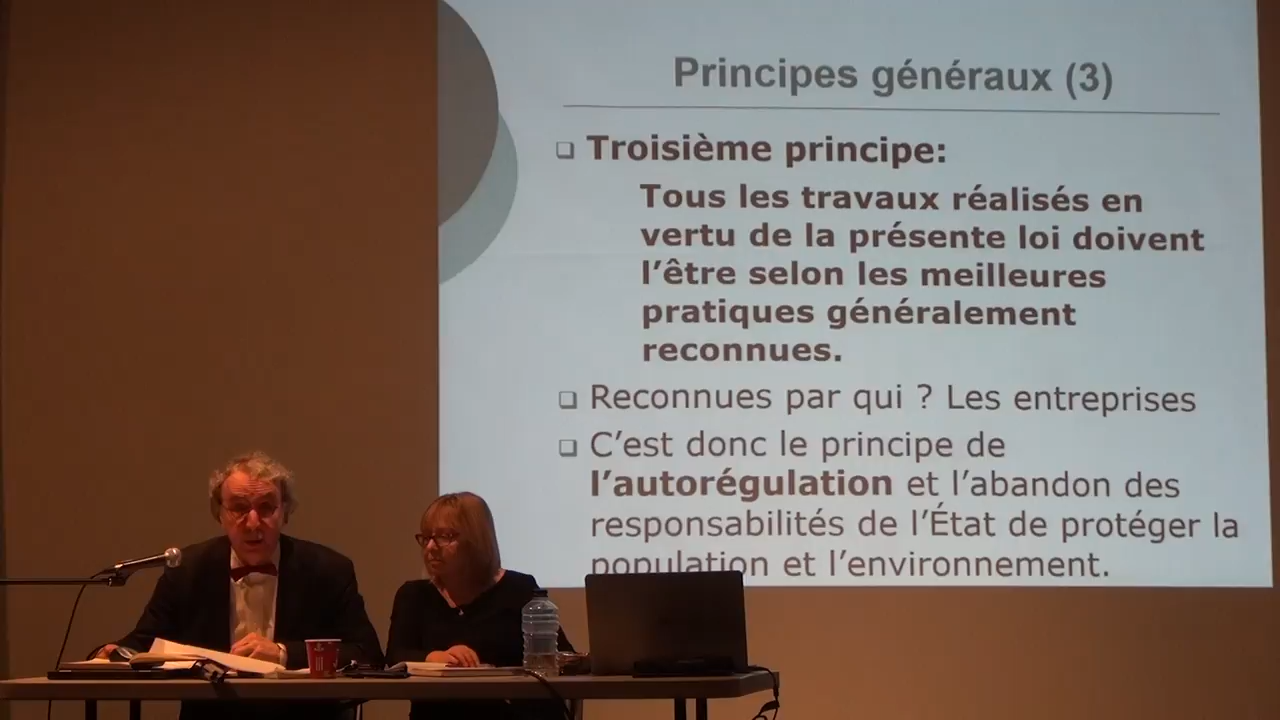 Principes généraux (3)
❑ Troisième principe:
Tous les travaux réalisés en
vertu de la présente loi doivent
l'être selon les meilleures
pratiques généralement
reconnues.
❑ Reconnues par qui ? Les entreprises
❑ C'est donc le principe de
l'autorégulation et l'abandon des
responsabilités de l'État de protéger la
population et l'environnement.